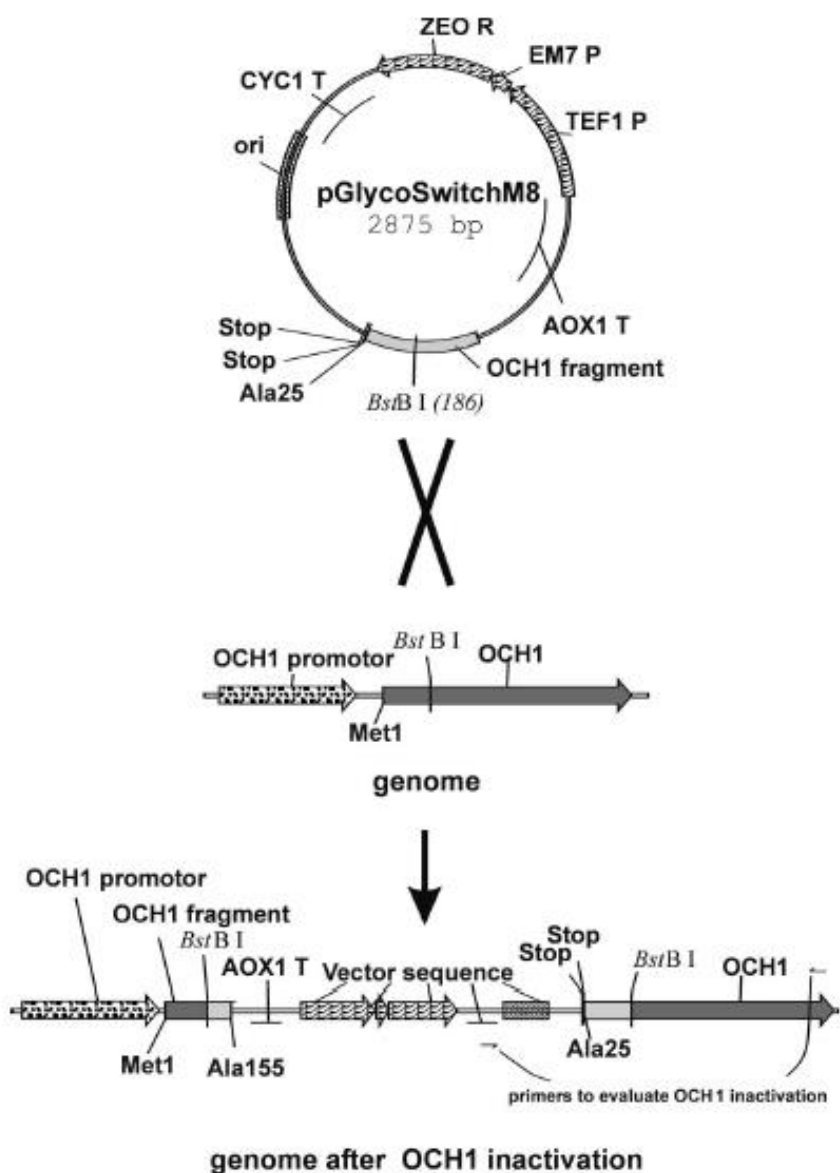 ZEO R
EM7 P
CYC1 T
TEF1 P
ori
pGlycoSwitchM8
2875 bp
AOX1 T
Stop
Stop
OCH1 fragment
Ala25
BstB I (186)
Bst B I
OCH1 promotor
OCH1
Met1
genome
OCH1 promotor
OCH1 fragment
BstB I
AOX1 T
Vector sequence
Stop
Stop
BstB I
OCH1
Met1
Ala155
Ala25
primers to evaluate OCH1 inactivation
genome after OCH1 inactivation